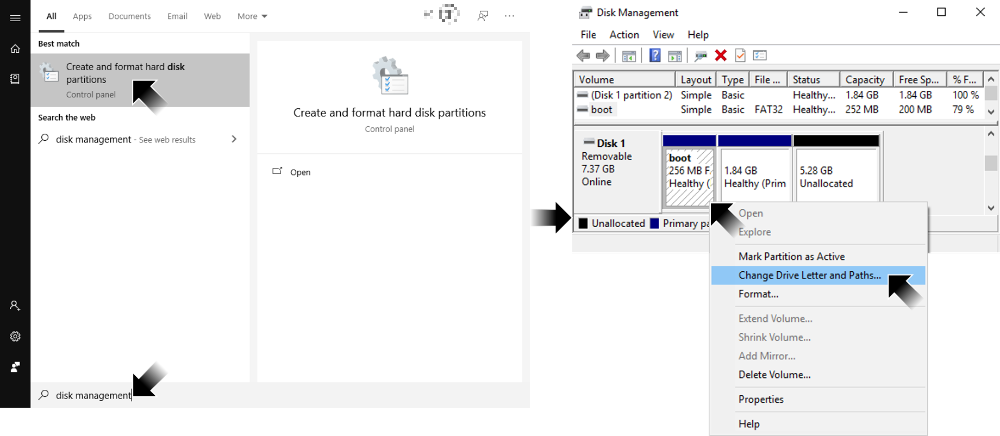 All Apps Documents Email Web More
Best match
Create and format hard disk
partitions
Control panel
Search the web
disk management - See web results
disk management
Create and format hard disk partitions
Control panel
Open
Disk Management
File Action View Help
Volume Layout Type File ... Status Capacity Free Sp... % F...
(Disk 1 partition 2) Simple Basic Healthy... 1.84 GB 1.84 GB 100 %
boot Simple Basic FAT32 Healthy... 252 MB 200 MB 79 %
Disk 1
Removable
7.37 GB
Online
boot
256 MB F
Healthy (
1.84 GB
Healthy (Prim
5.28 GB
Unallocated
Unallocated Primary pa
Open
Explore
Mark Partition as Active
Change Drive Letter and Paths...
Format...
Extend Volume...
Shrink Volume...
Add Mirror...
Delete Volume...
Properties
Help